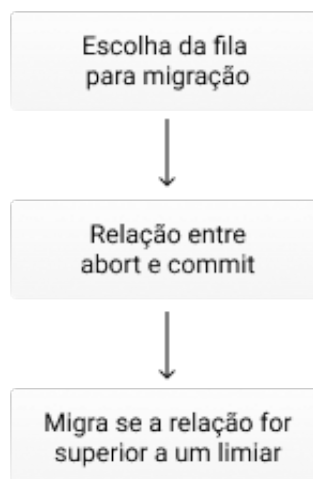 Escolha da fila
para migração
Relação entre
abort e commit
Migra se a relação for
superior a um limiar